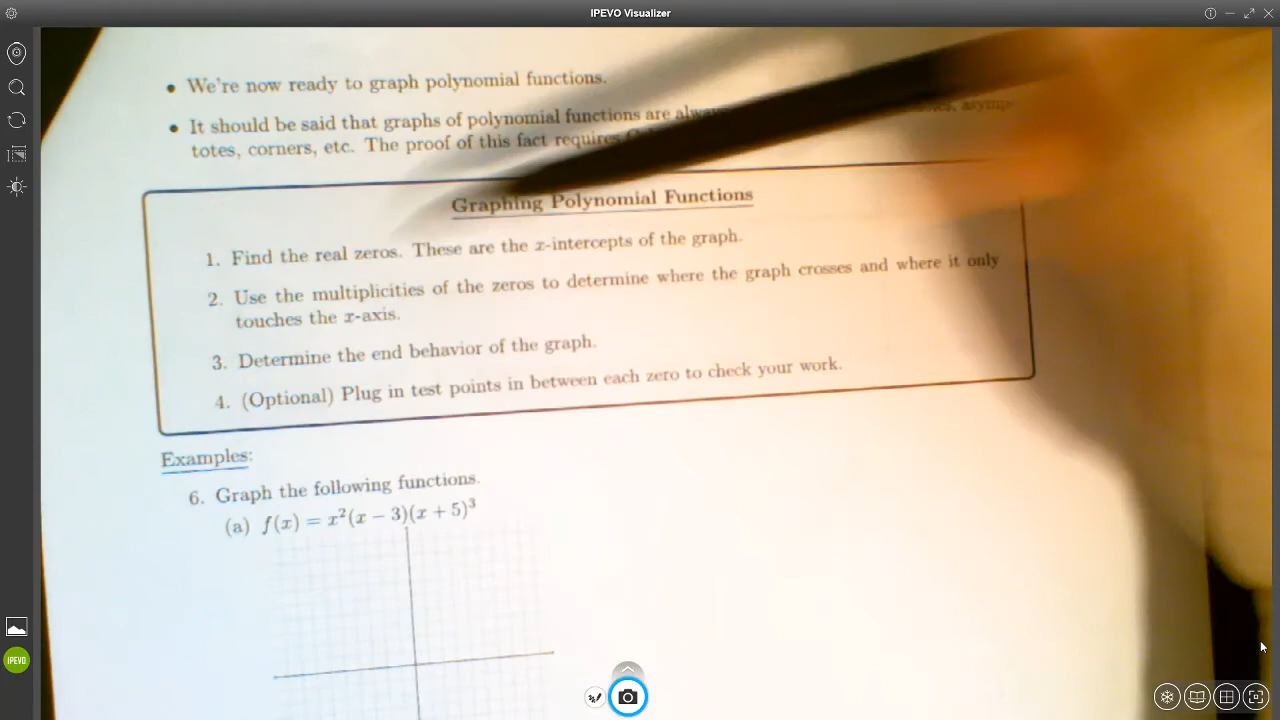 IPEVO Visualizer
• We're now ready to graph polynomial functions.
• It should be said that graphs of polynomial functions are always asymp-
totes, corners, etc. The proof of this fact requires
Graphing Polynomial Functions
1. Find the real zeros. These are the x-intercepts of the graph.
2. Use the multiplicities of the zeros to determine where the graph crosses and where it only
touches the x-axis.
3. Determine the end behavior of the graph.
4. (Optional) Plug in test points in between each zero to check your work.
Examples:
6. Graph the following functions.
(a) f(x) = x²(x − 3)(x + 5)³
IPEVO